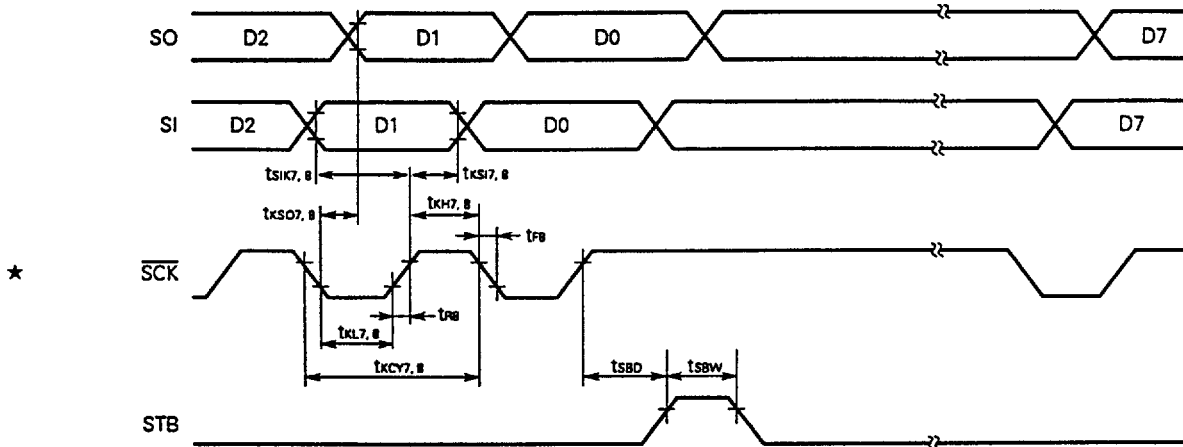 SO D2 D1 D0 D7
SI D2 D1 D0 D7
tSIK7, 8 tKSI7, 8
tKSO7, 8 tKH7, 8
tF8
★ SCK
tR8
tKL7, 8
tKCY7, 8 tSBD tSBW
STB